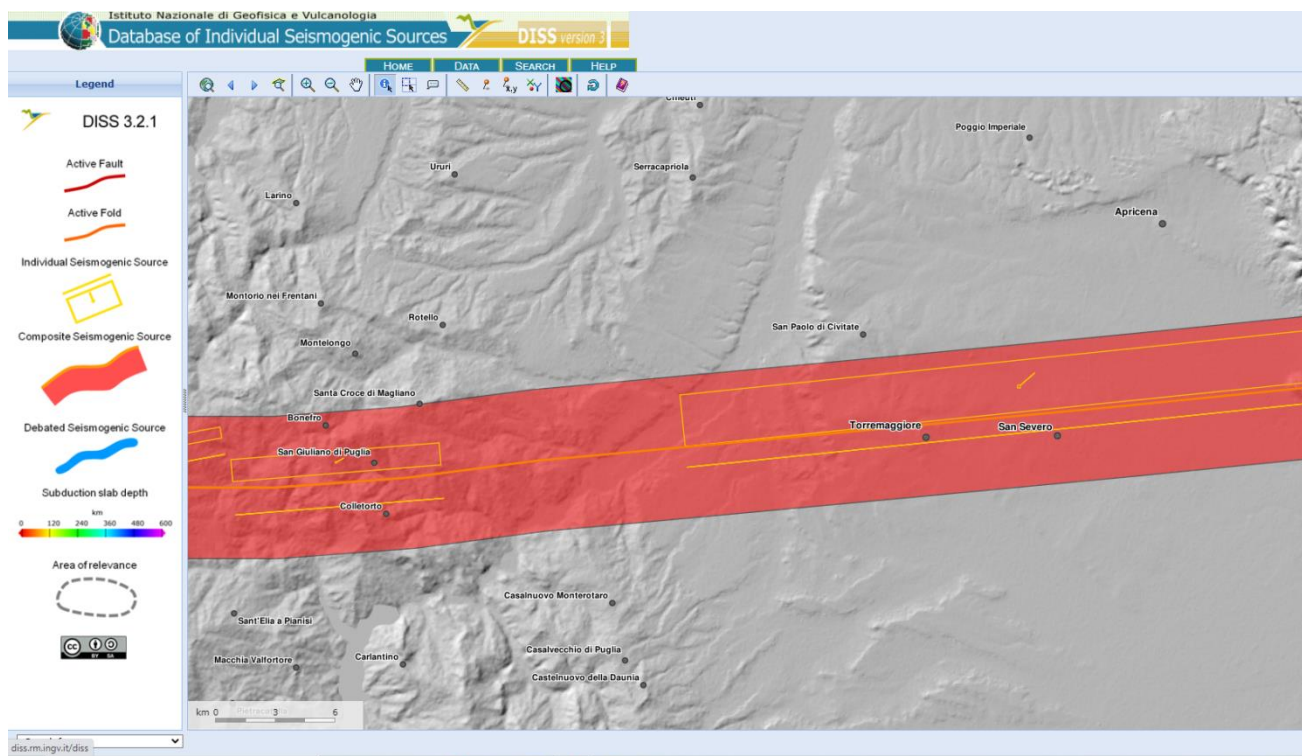 Istituto Nazionale di Geofisica e Vulcanologia
Database of Individual Seismogenic Sources
DISS version 3
HOME DATA SEARCH HELP
Legend
DISS 3.2.1
Active Fault
Active Fold
Individual Seismogenic Source
Composite Seismogenic Source
Debated Seismogenic Source
Subduction slab depth
km
0 120 240 360 480 600
Area of relevance
cc BY SA
Chieuti
Poggio Imperiale
Ururi
Serracapriola
Larino
Apricena
Montorio nei Frentani
Rotello
San Paolo di Civitate
Montelongo
Santa Croce di Magliano
Bonefro
Torremaggiore
San Severo
San Giuliano di Puglia
Colletorto
Casalnuovo Monterotaro
Sant'Elia a Pianisi
Casalvecchio di Puglia
Macchia Valfortore
Carlantino
Castelnuovo della Daunia
km 0 3 6
diss.rm.ingv.it/diss